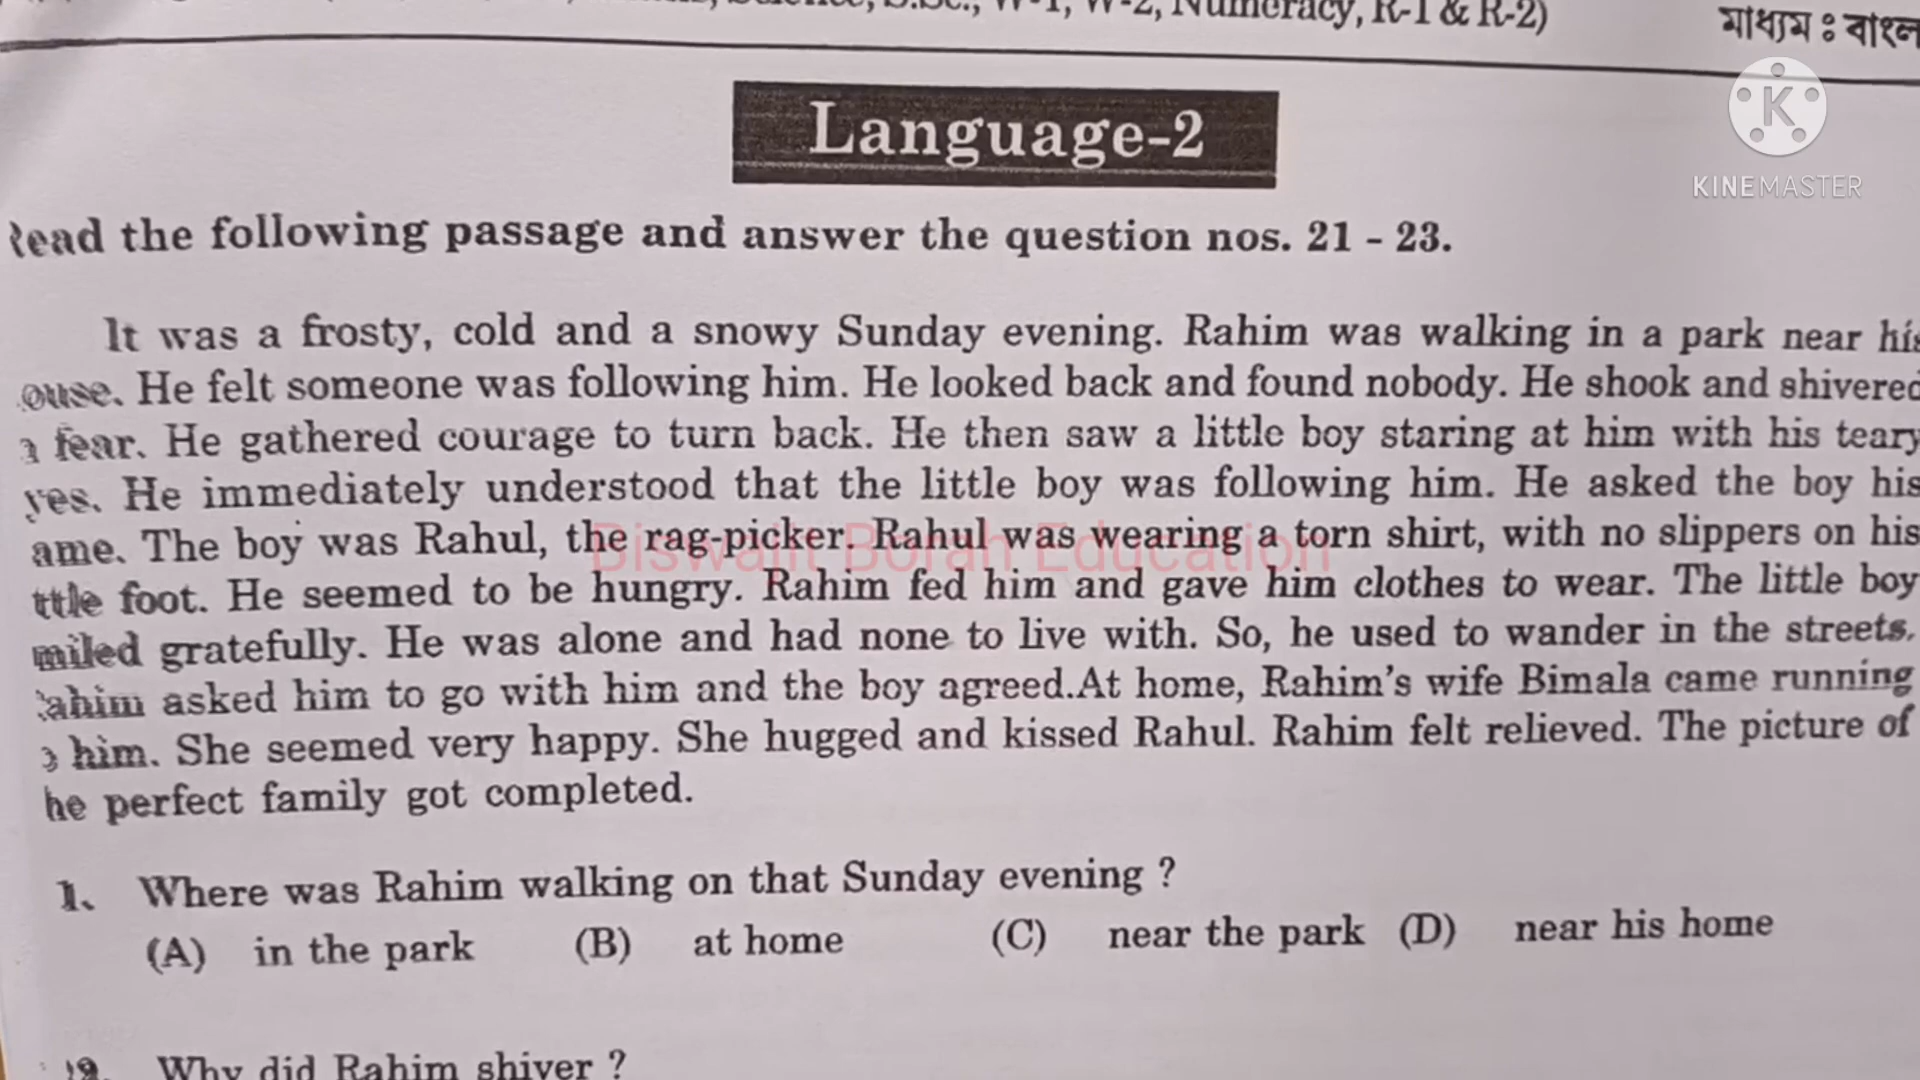 Science, S.Sc., W-1, W-2, Numeracy, R-1 & R-2)
মাধ্যম : বাংল
KINEMASTER
Language-2
Read the following passage and answer the question nos. 21 - 23.
It was a frosty, cold and a snowy Sunday evening. Rahim was walking in a park near his
ouse. He felt someone was following him. He looked back and found nobody. He shook and shivered
fear. He gathered courage to turn back. He then saw a little boy staring at him with his teary
yes. He immediately understood that the little boy was following him. He asked the boy his
ame. The boy was Rahul, the rag-picker. Rahul was wearing a torn shirt, with no slippers on his
ttle foot. He seemed to be hungry. Rahim fed him and gave him clothes to wear. The little boy
miled gratefully. He was alone and had none to live with. So, he used to wander in the streets.
ahim asked him to go with him and the boy agreed.At home, Rahim's wife Bimala came running
him. She seemed very happy. She hugged and kissed Rahul. Rahim felt relieved. The picture of
he perfect family got completed.
Biswajit Borah Education
1. Where was Rahim walking on that Sunday evening ?
(A) in the park (B) at home (C) near the park (D) near his home
Why did Rahim shiver ?